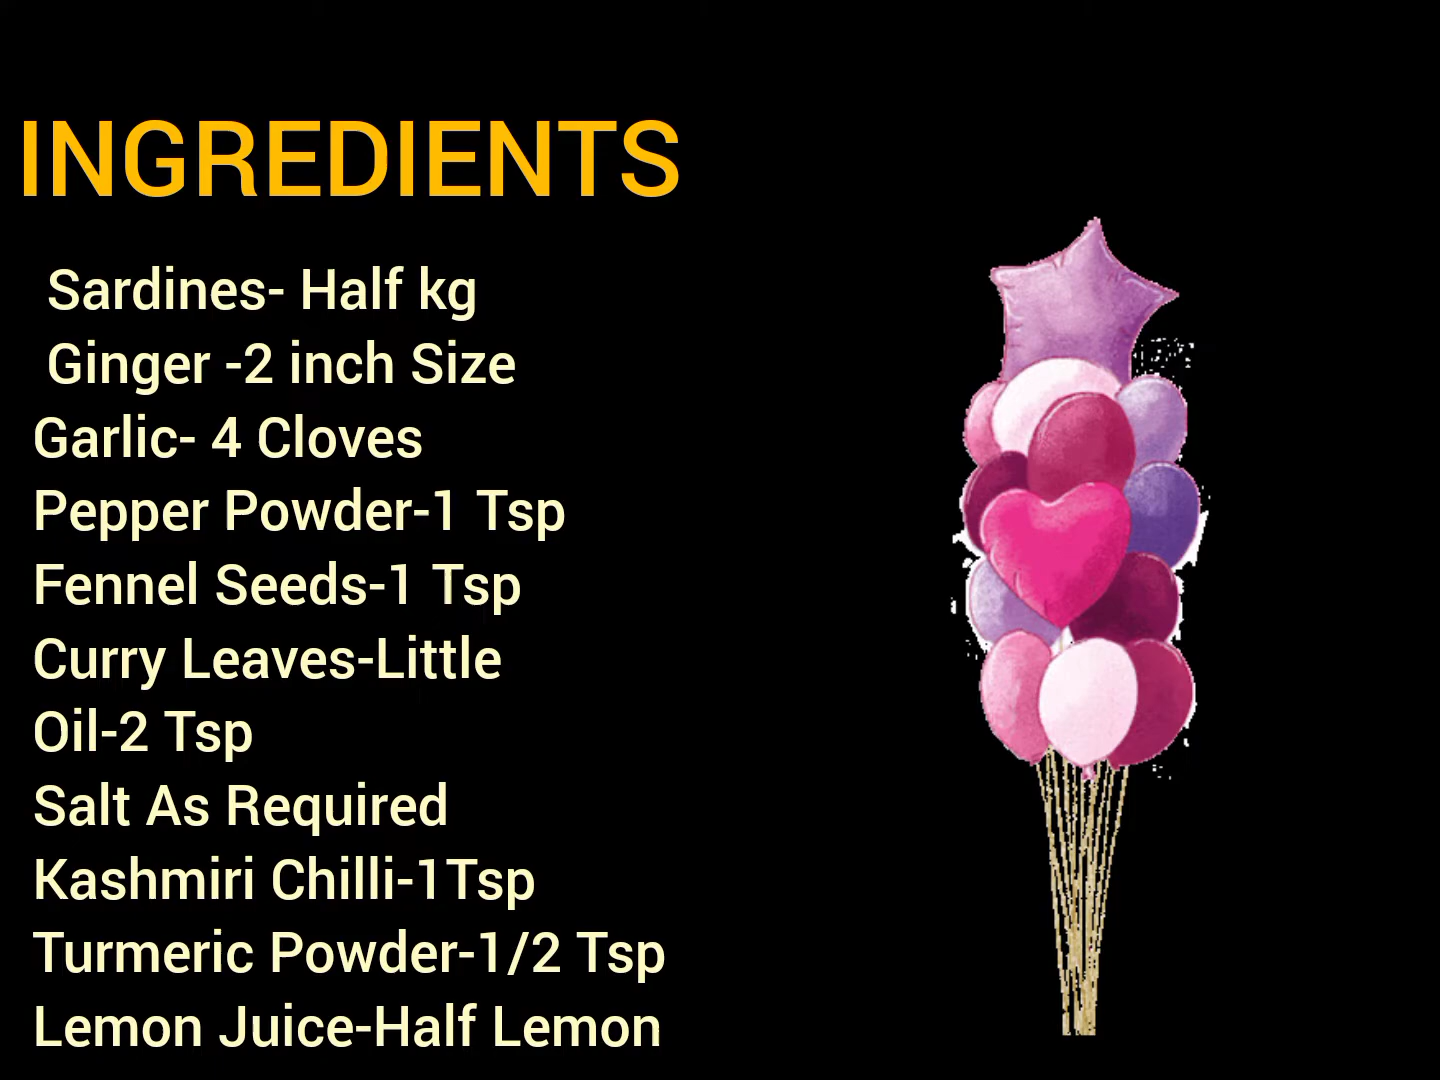 INGREDIENTS
Sardines- Half kg
Ginger -2 inch Size
Garlic- 4 Cloves
Pepper Powder-1 Tsp
Fennel Seeds-1 Tsp
Curry Leaves-Little
Oil-2 Tsp
Salt As Required
Kashmiri Chilli-1Tsp
Turmeric Powder-1/2 Tsp
Lemon Juice-Half Lemon